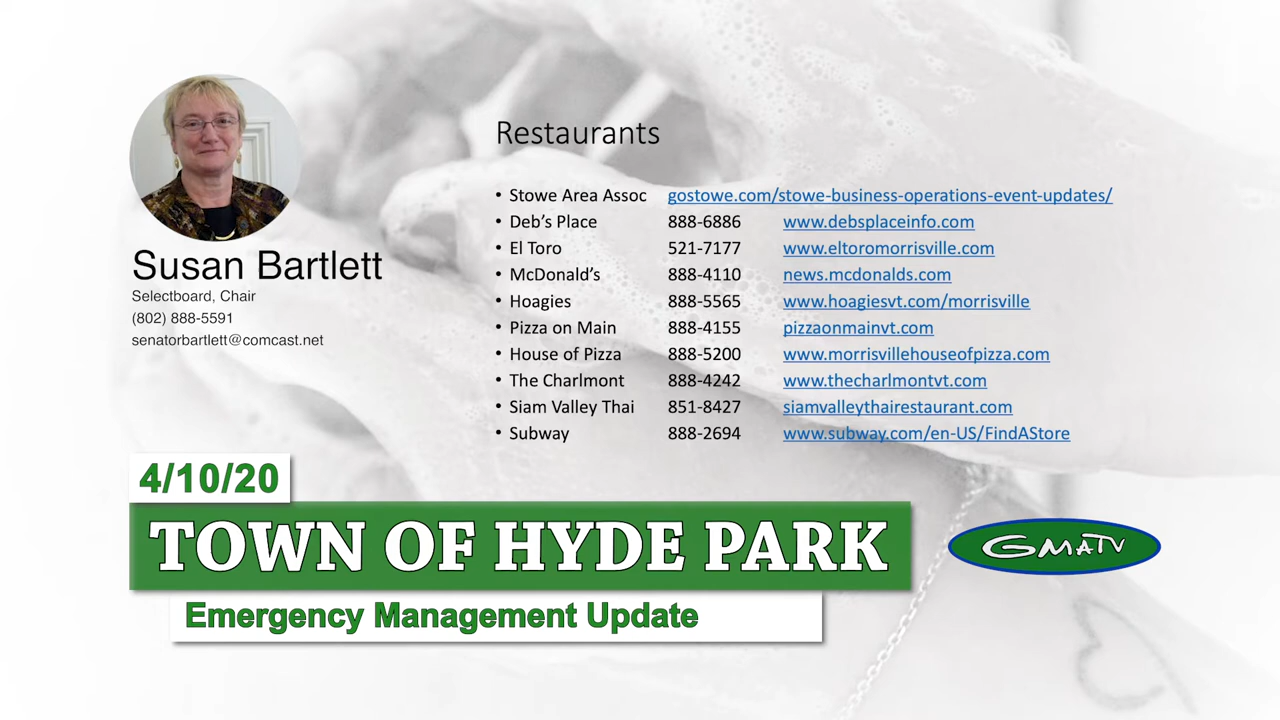 Susan Bartlett
Selectboard, Chair
(802) 888-5591
senatorbartlett@comcast.net
Restaurants
• Stowe Area Assoc gostowe.com/stowe-business-operations-event-updates/
• Deb’s Place 888-6886 www.debsplaceinfo.com
• El Toro 521-7177 www.eltoromorrisville.com
• McDonald’s 888-4110 news.mcdonalds.com
• Hoagies 888-5565 www.hoagiesvt.com/morrisville
• Pizza on Main 888-4155 pizzaonmainvt.com
• House of Pizza 888-5200 www.morrisvillehouseofpizza.com
• The Charlmont 888-4242 www.thecharlmontvt.com
• Siam Valley Thai 851-8427 siamvalleythairestaurant.com
• Subway 888-2694 www.subway.com/en-US/FindAStore
4/10/20
TOWN OF HYDE PARK
GMATV
Emergency Management Update